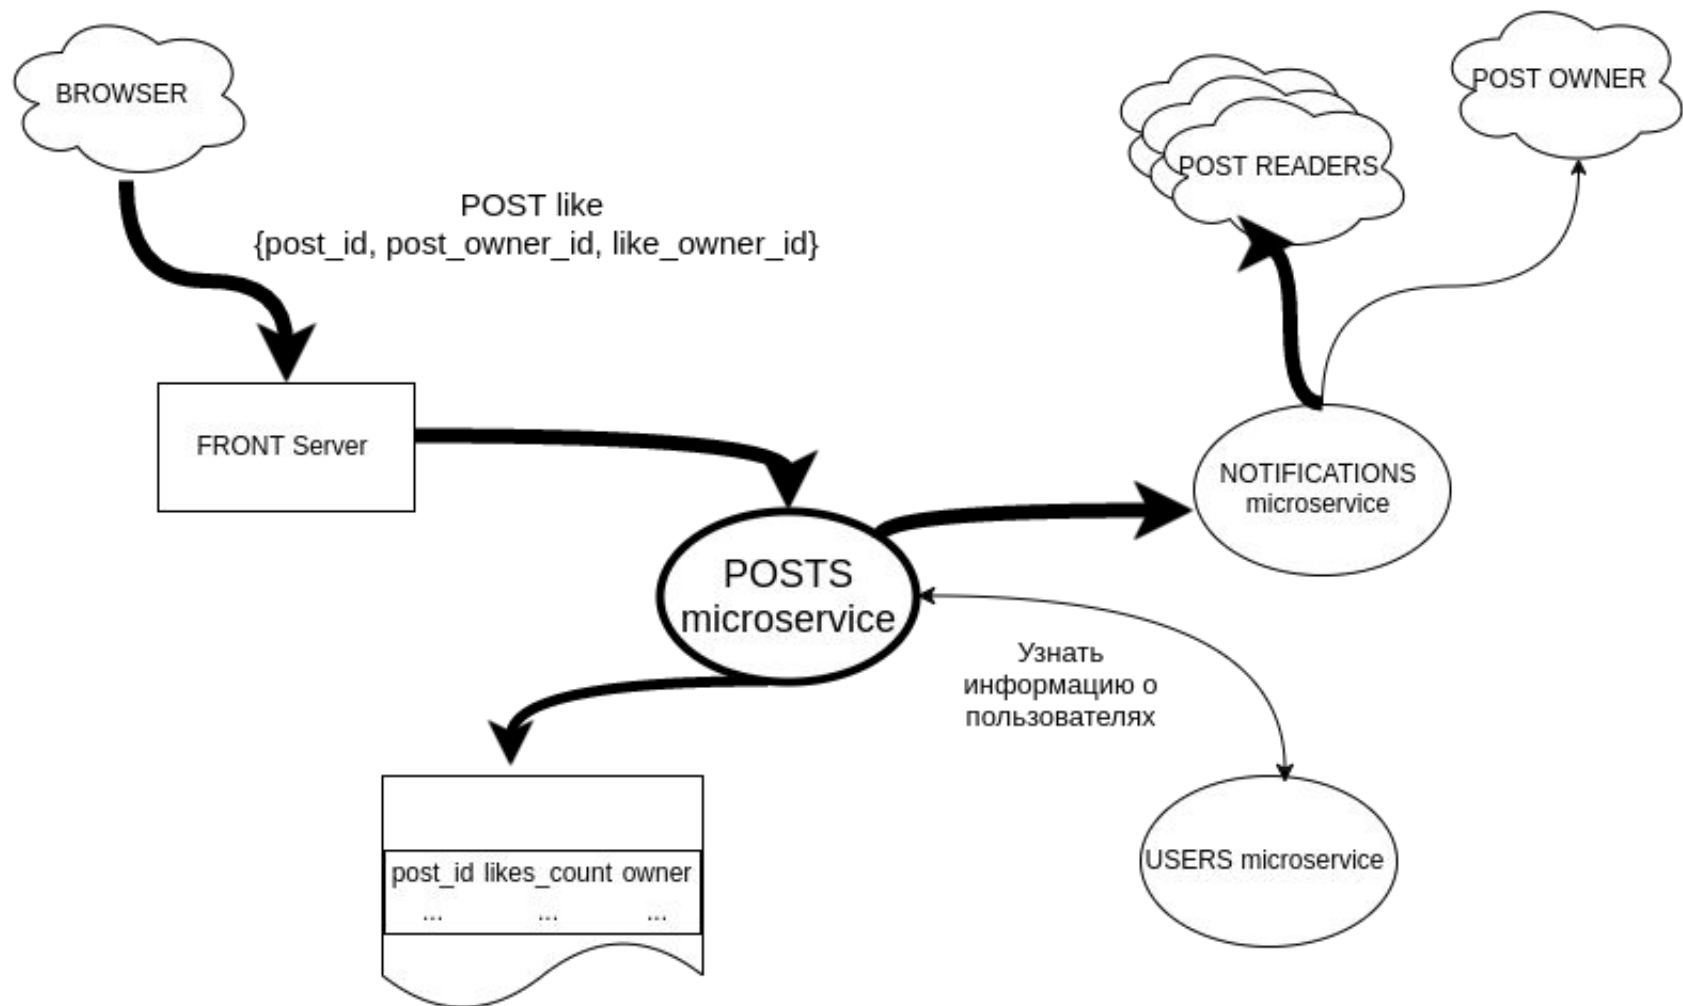 BROWSER
POST OWNER
POST READERS
POST like
{post_id, post_owner_id, like_owner_id}
FRONT Server
NOTIFICATIONS
microservice
POSTS
microservice
Узнать
информацию о
пользователях
post_id likes_count owner
... ... ...
USERS microservice